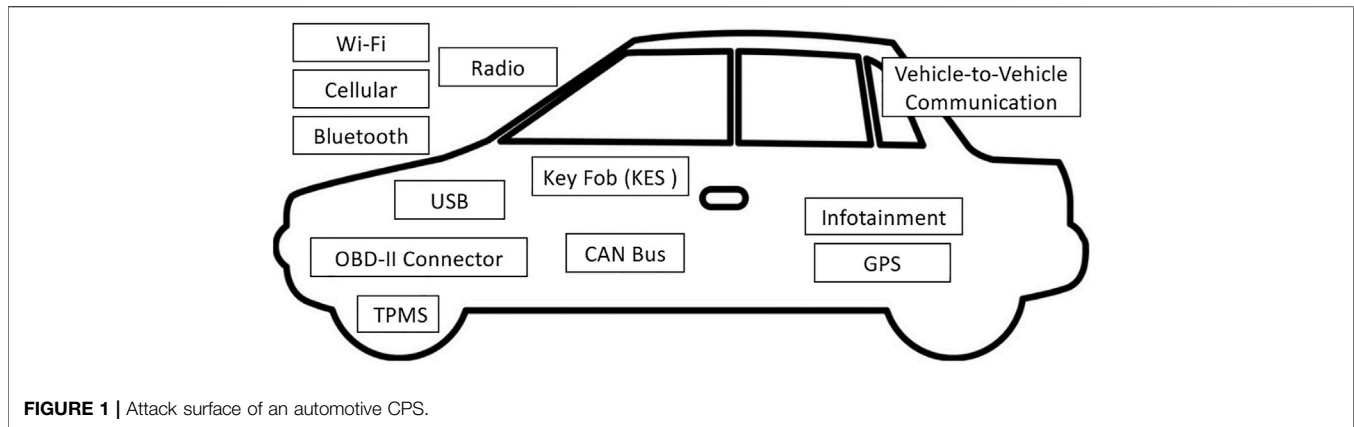 Wi-Fi
Radio
Cellular
Bluetooth
Vehicle-to-Vehicle
Communication
Key Fob (KES )
USB
Infotainment
OBD-II Connector
CAN Bus
GPS
TPMS
FIGURE 1 | Attack surface of an automotive CPS.